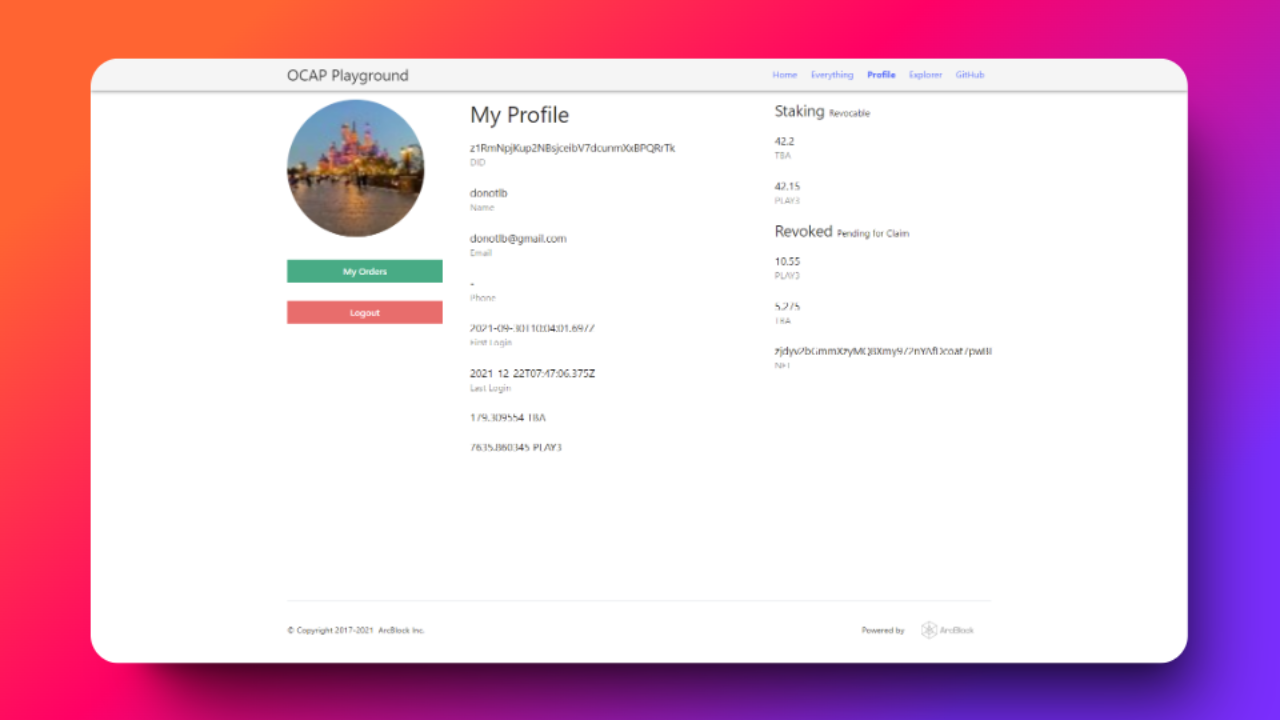 OCAP Playground
Home Everything Profile Explorer GitHub
My Orders
Logout
My Profile
DID
donotlb
Name
donotlb@gmail.com
Email
-
Phone
2021-09-30T10:04:01.697Z
First Login
2021-12-22T07:47:06.375Z
Last Login
179.309554 TBA
7635.860345 PLAY3
Staking Revocable
42.2
TBA
42.15
PLAY3
Revoked Pending for Claim
10.55
PLAY3
5.275
TBA
NFT
© Copyright 2017-2021 ArcBlock Inc.
Powered by ArcBlock